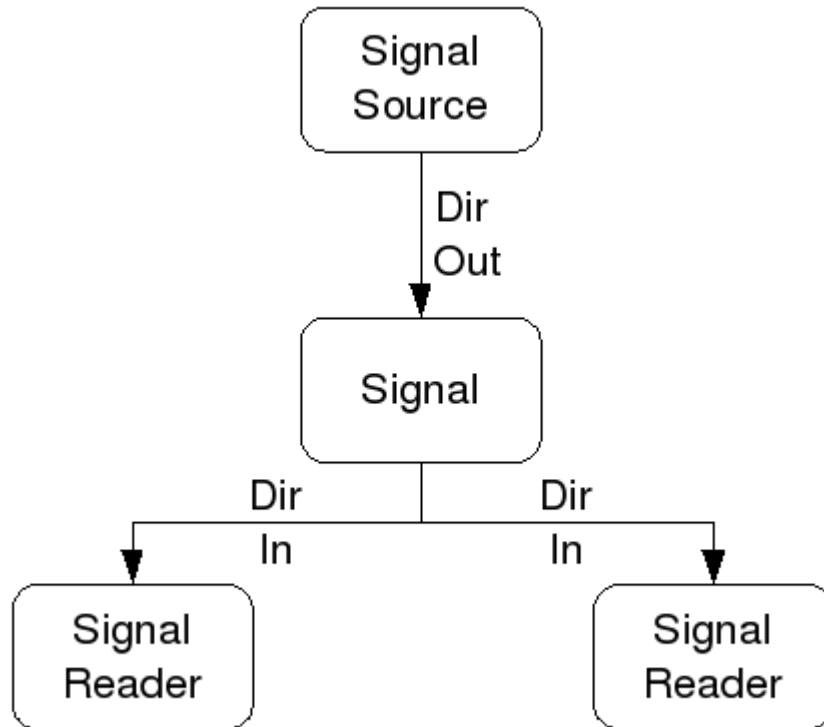 Signal
Source
Dir
Out
Signal
Dir
In
Dir
In
Signal
Reader
Signal
Reader